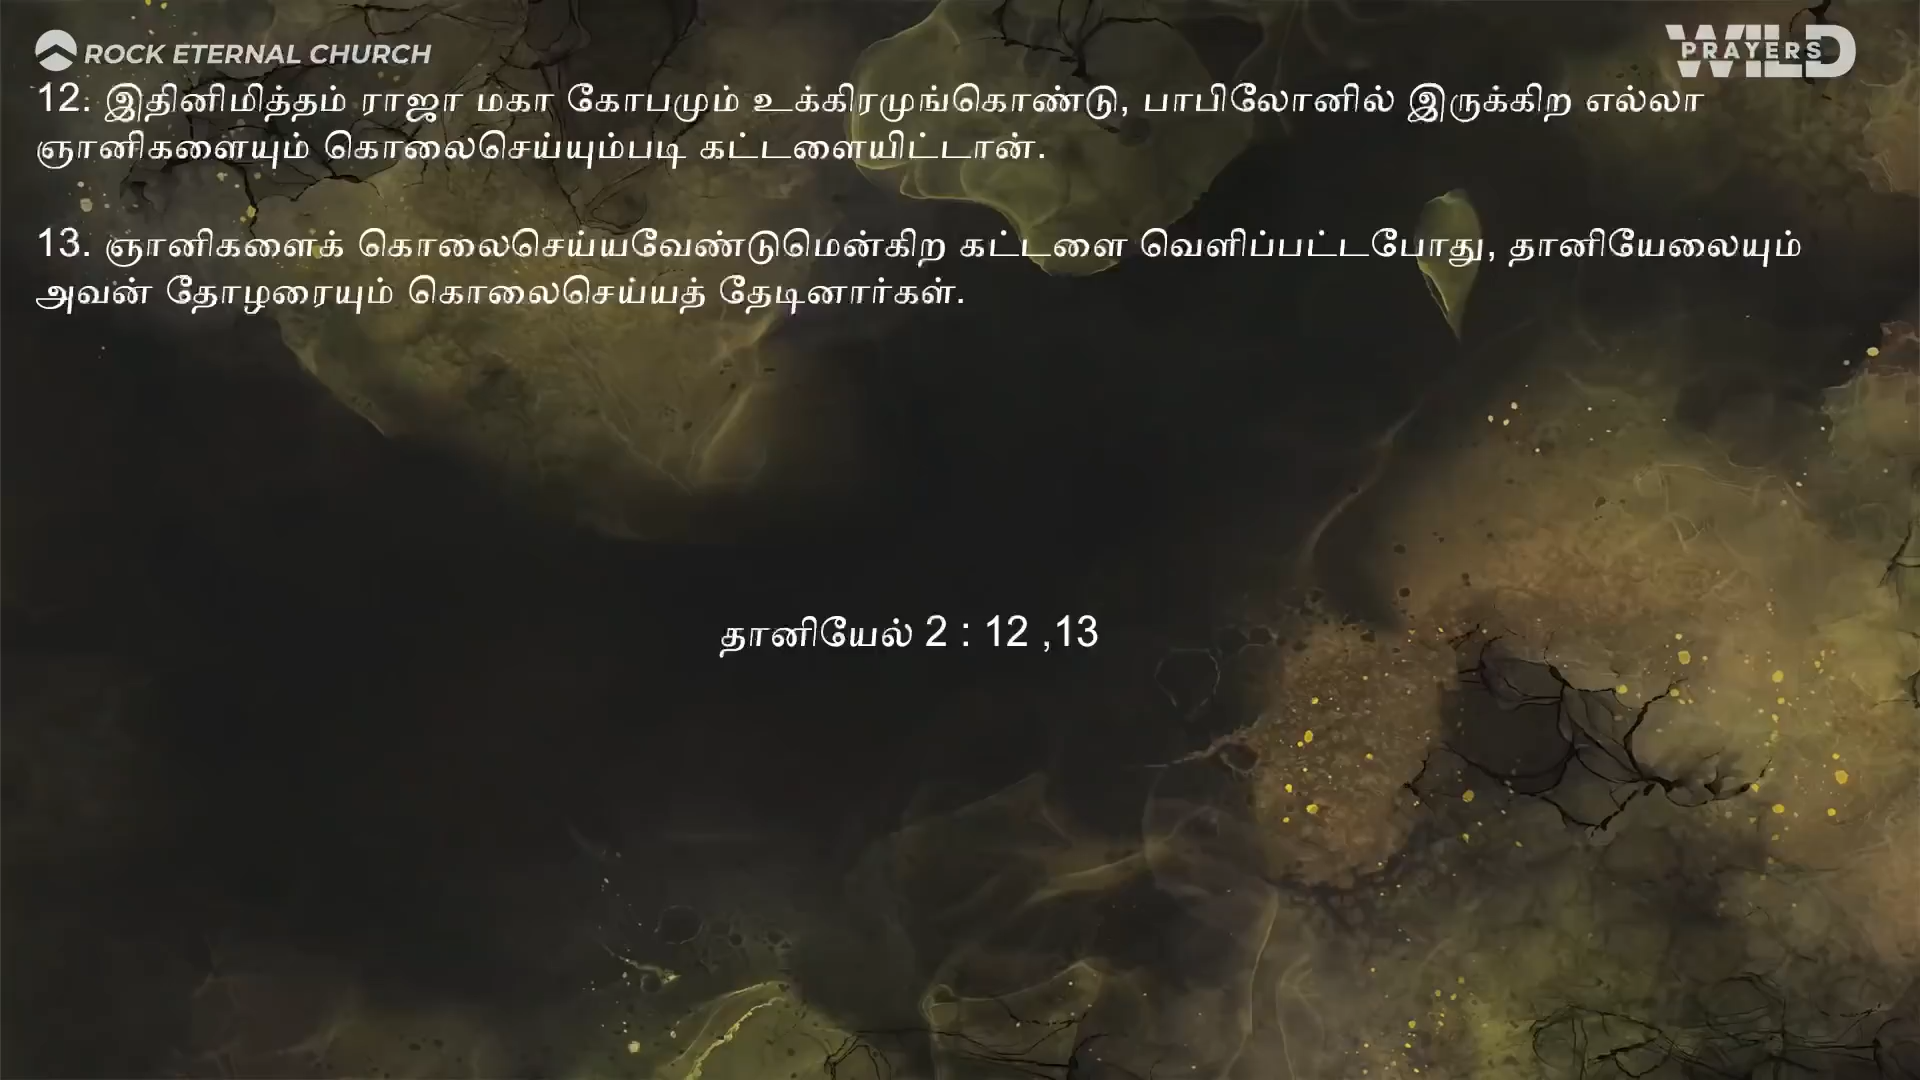 ROCK ETERNAL CHURCH
WILD PRAYERS
12. இதினிமித்தம் ராஜா மகா கோபமும் உக்கிரமுங்கொண்டு, பாபிலோனில் இருக்கிற எல்லா
ஞானிகளையும் கொலைசெய்யும்படி கட்டளையிட்டான்.
13. ஞானிகளைக் கொலைசெய்யவேண்டுமென்கிற கட்டளை வெளிப்பட்டபோது, தானியேலையும்
அவன் தோழரையும் கொலைசெய்யத் தேடினார்கள்.
தானியேல் 2 : 12 ,13